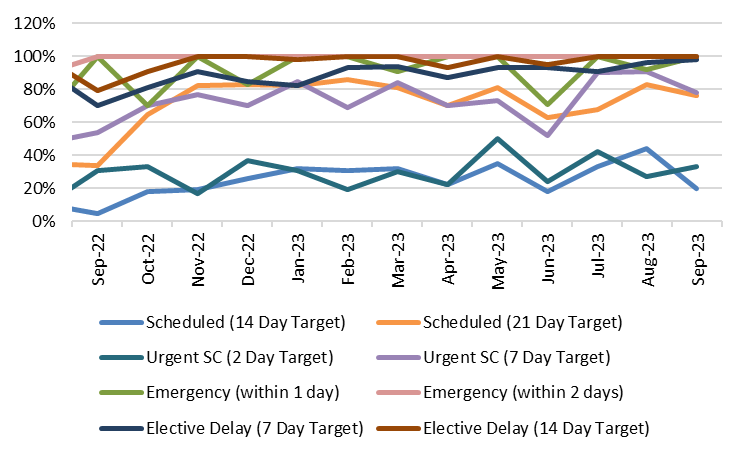 120%
100%
80%
60%
40%
20%
0%
Sep-22
Oct-22
Nov-22
Dec-22
Jan-23
Feb-23
Mar-23
Apr-23
May-23
Jun-23
Jul-23
Aug-23
Sep-23
Scheduled (14 Day Target)
Scheduled (21 Day Target)
Urgent SC (2 Day Target)
Urgent SC (7 Day Target)
Emergency (within 1 day)
Emergency (within 2 days)
Elective Delay (7 Day Target)
Elective Delay (14 Day Target)